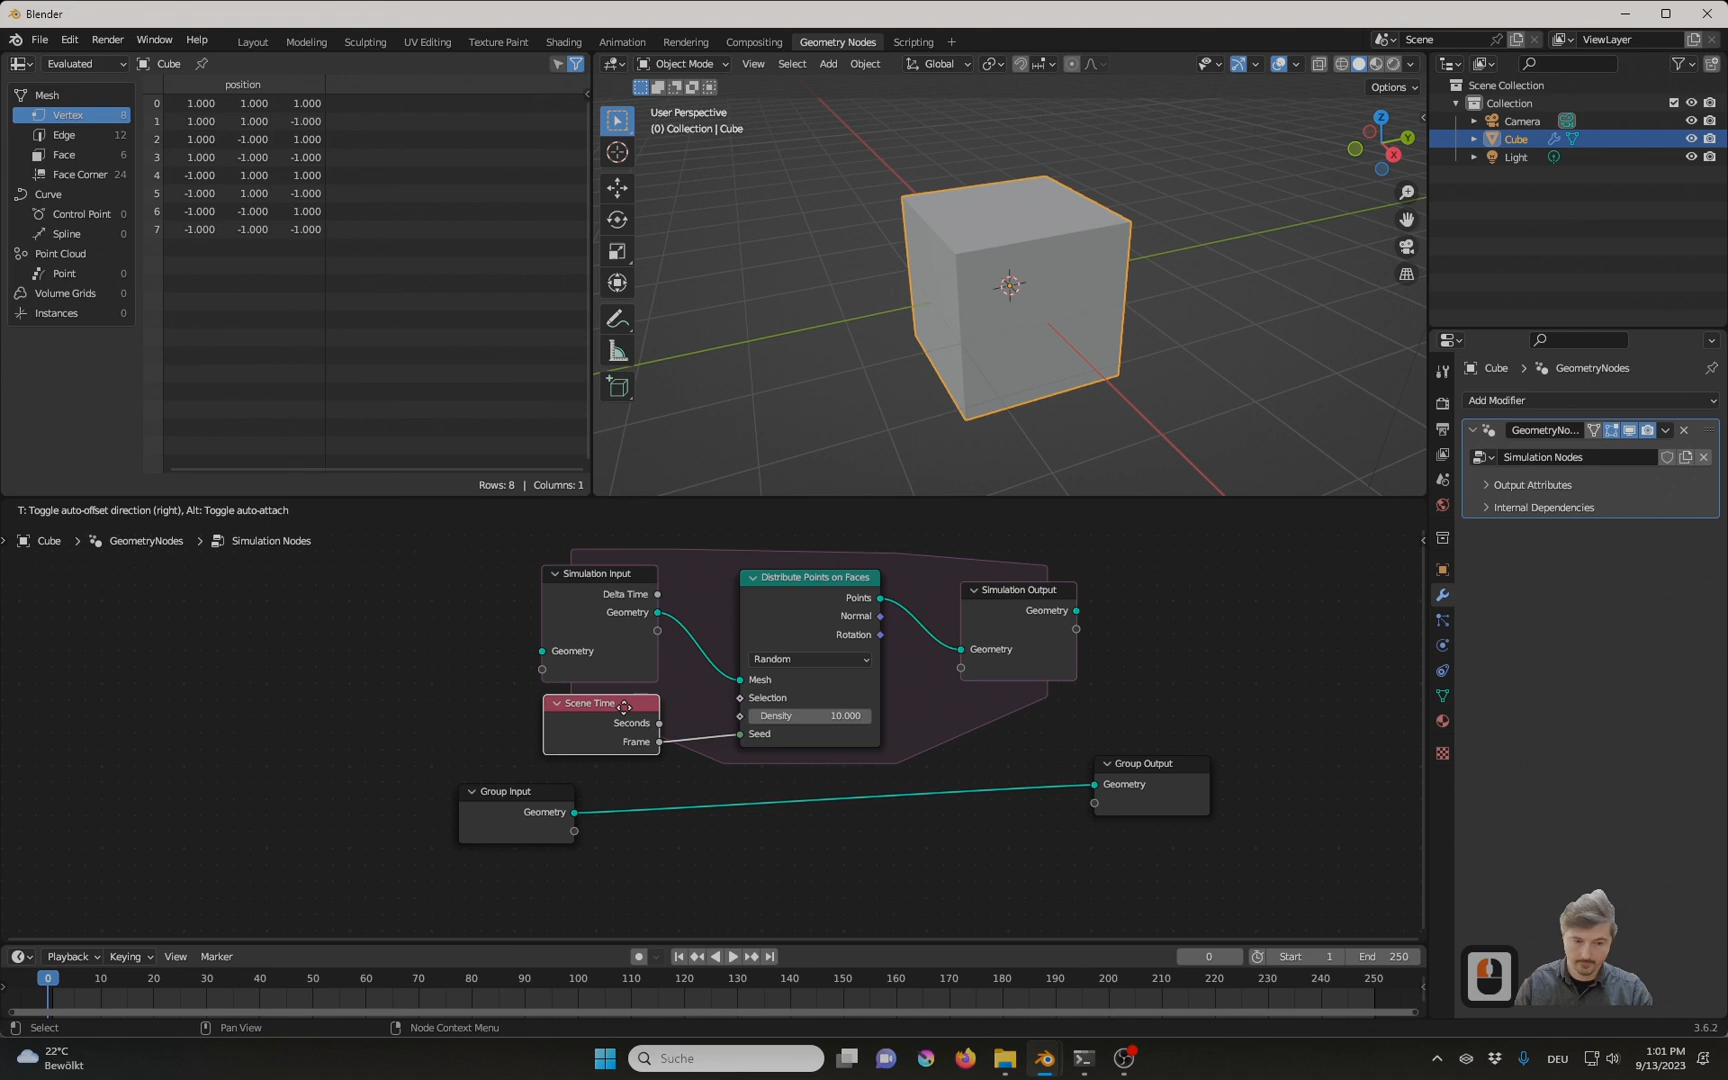 Blender
File Edit Render Window Help
Layout Modeling Sculpting UV Editing Texture Paint Shading Animation Rendering Compositing Geometry Nodes Scripting +
Scene ViewLayer
Evaluated Cube
Object Mode View Select Add Object Global
Options
position
Mesh
Vertex 8
Edge 12
Face 6
Face Corner 24
Curve
Control Point 0
Spline 0
Point Cloud
Point 0
Volume Grids 0
Instances 0
0 1.000 1.000 1.000
1 1.000 1.000 -1.000
2 1.000 -1.000 1.000
3 1.000 -1.000 -1.000
4 -1.000 1.000 1.000
5 -1.000 1.000 -1.000
6 -1.000 -1.000 1.000
7 -1.000 -1.000 -1.000
Rows: 8 | Columns: 1
User Perspective
(0) Collection | Cube
Z
Y
X
Scene Collection
Collection
Camera
Cube
Light
Cube > GeometryNodes
Add Modifier
GeometryNo...
Simulation Nodes
Output Attributes
Internal Dependencies
T: Toggle auto-offset direction (right), Alt: Toggle auto-attach
Cube > GeometryNodes > Simulation Nodes
Simulation Input
Delta Time
Geometry
Geometry
Scene Time
Seconds
Frame
Distribute Points on Faces
Points
Normal
Rotation
Random
Mesh
Selection
Density 10.000
Seed
Simulation Output
Geometry
Geometry
Group Input
Geometry
Group Output
Geometry
Playback Keying View Marker
0 Start 1 End 250
0 10 20 30 40 50 60 70 80 90 100 110 120 130 140 150 160 170 180 190 200 210 220 230 240 250
Select Pan View Node Context Menu 3.6.2
22°C
Bewölkt
Suche
DEU
1:01 PM
9/13/2023